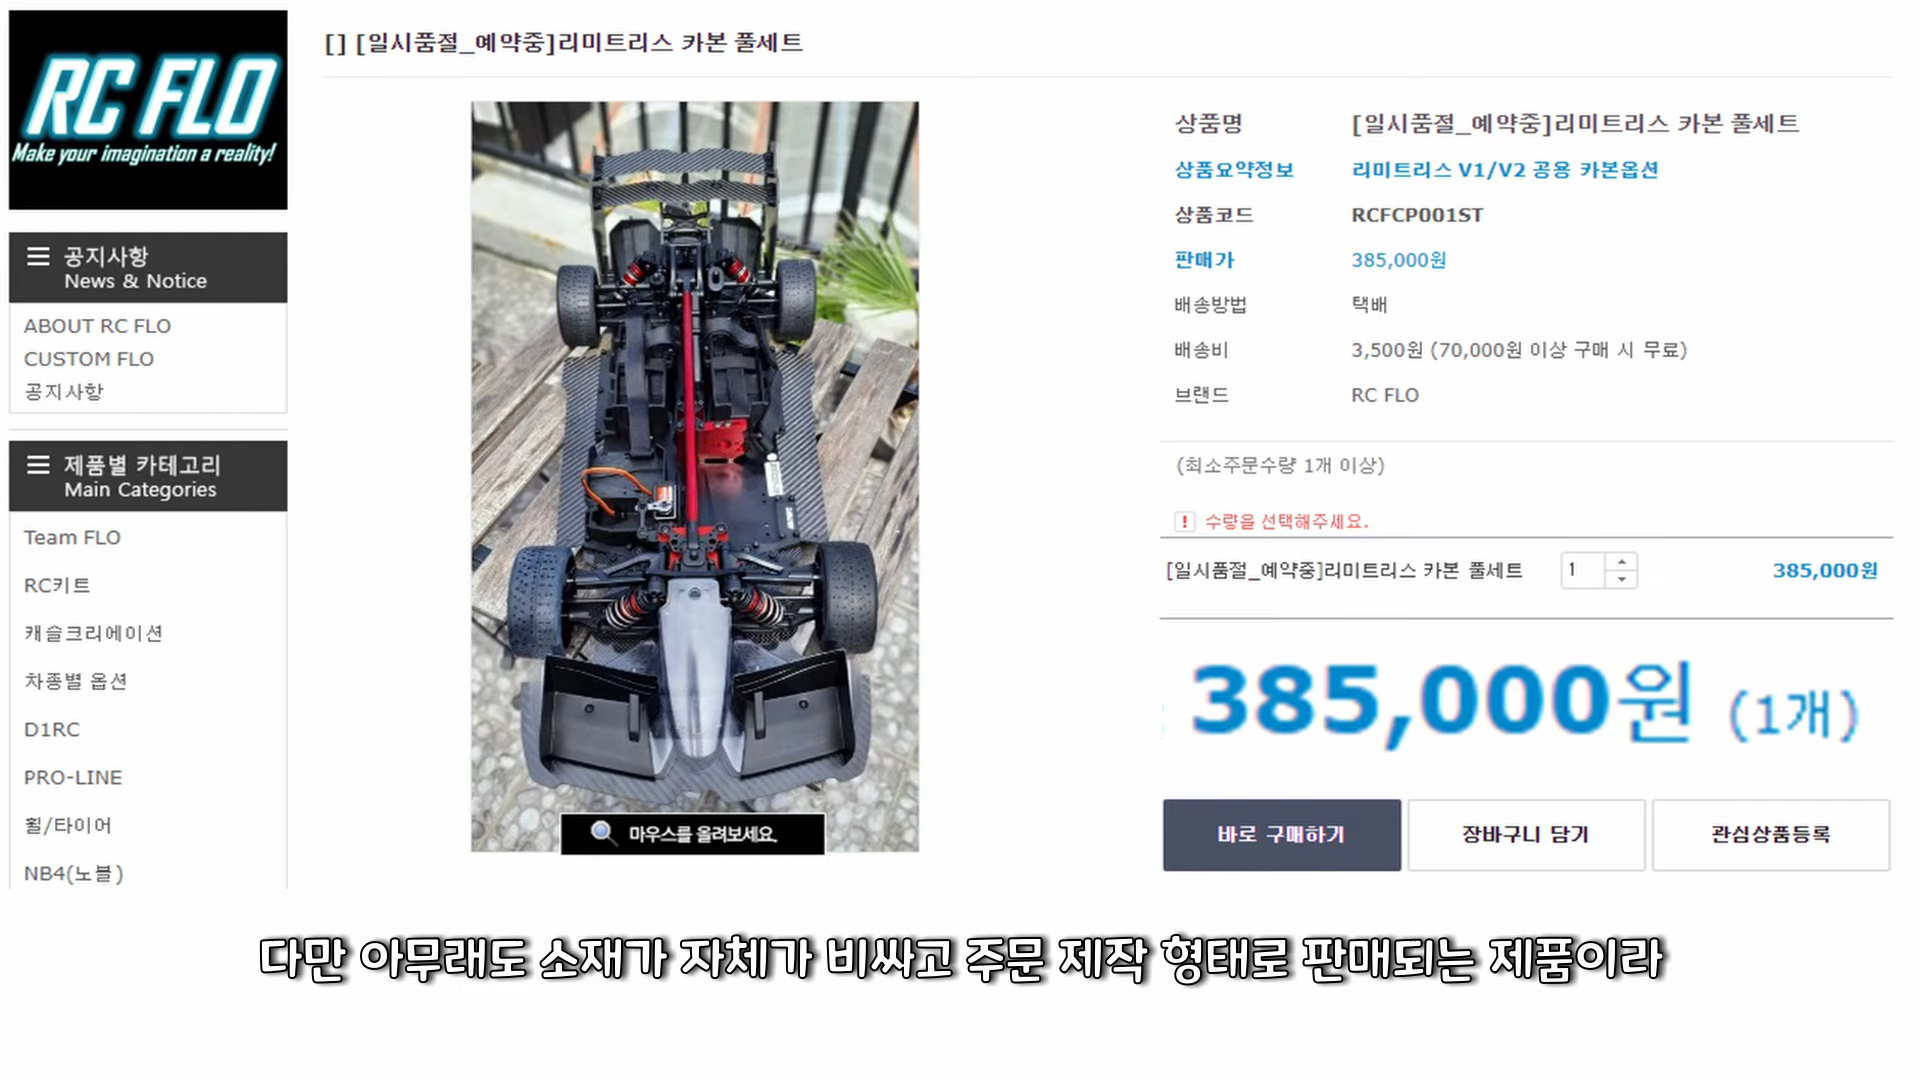 RC FLO
Make your imagination a reality!
공지사항
News & Notice
ABOUT RC FLO
CUSTOM FLO
공지사항
제품별 카테고리
Main Categories
Team FLO
RC키트
캐슬크리에이션
차종별 옵션
D1RC
PRO-LINE
휠/타이어
NB4(노블)
[] [일시품절_예약중]리미트리스 카본 풀세트
마우스를 올려보세요.
상품명 [일시품절_예약중]리미트리스 카본 풀세트
상품요약정보 리미트리스 V1/V2 공용 카본옵션
상품코드 RCFCP001ST
판매가 385,000원
배송방법 택배
배송비 3,500원 (70,000원 이상 구매 시 무료)
브랜드 RC FLO
(최소주문수량 1개 이상)
! 수량을 선택해주세요.
[일시품절_예약중]리미트리스 카본 풀세트 1 385,000원
385,000원 (1개)
바로 구매하기 장바구니 담기 관심상품등록
다만 아무래도 소재가 자체가 비싸고 주문 제작 형태로 판매되는 제품이라